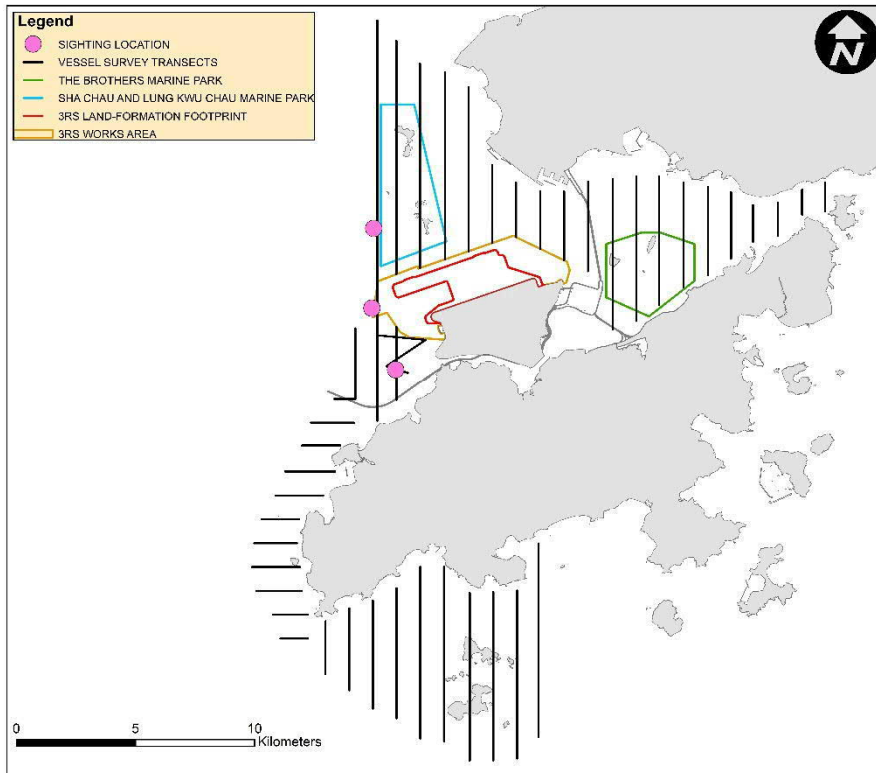 Legend
SIGHTING LOCATION
VESSEL SURVEY TRANSECTS
THE BROTHERS MARINE PARK
SHA CHAU AND LUNG KWU CHAU MARINE PARK
3RS LAND-FORMATION FOOTPRINT
3RS WORKS AREA
N
0 5 10
Kilometers